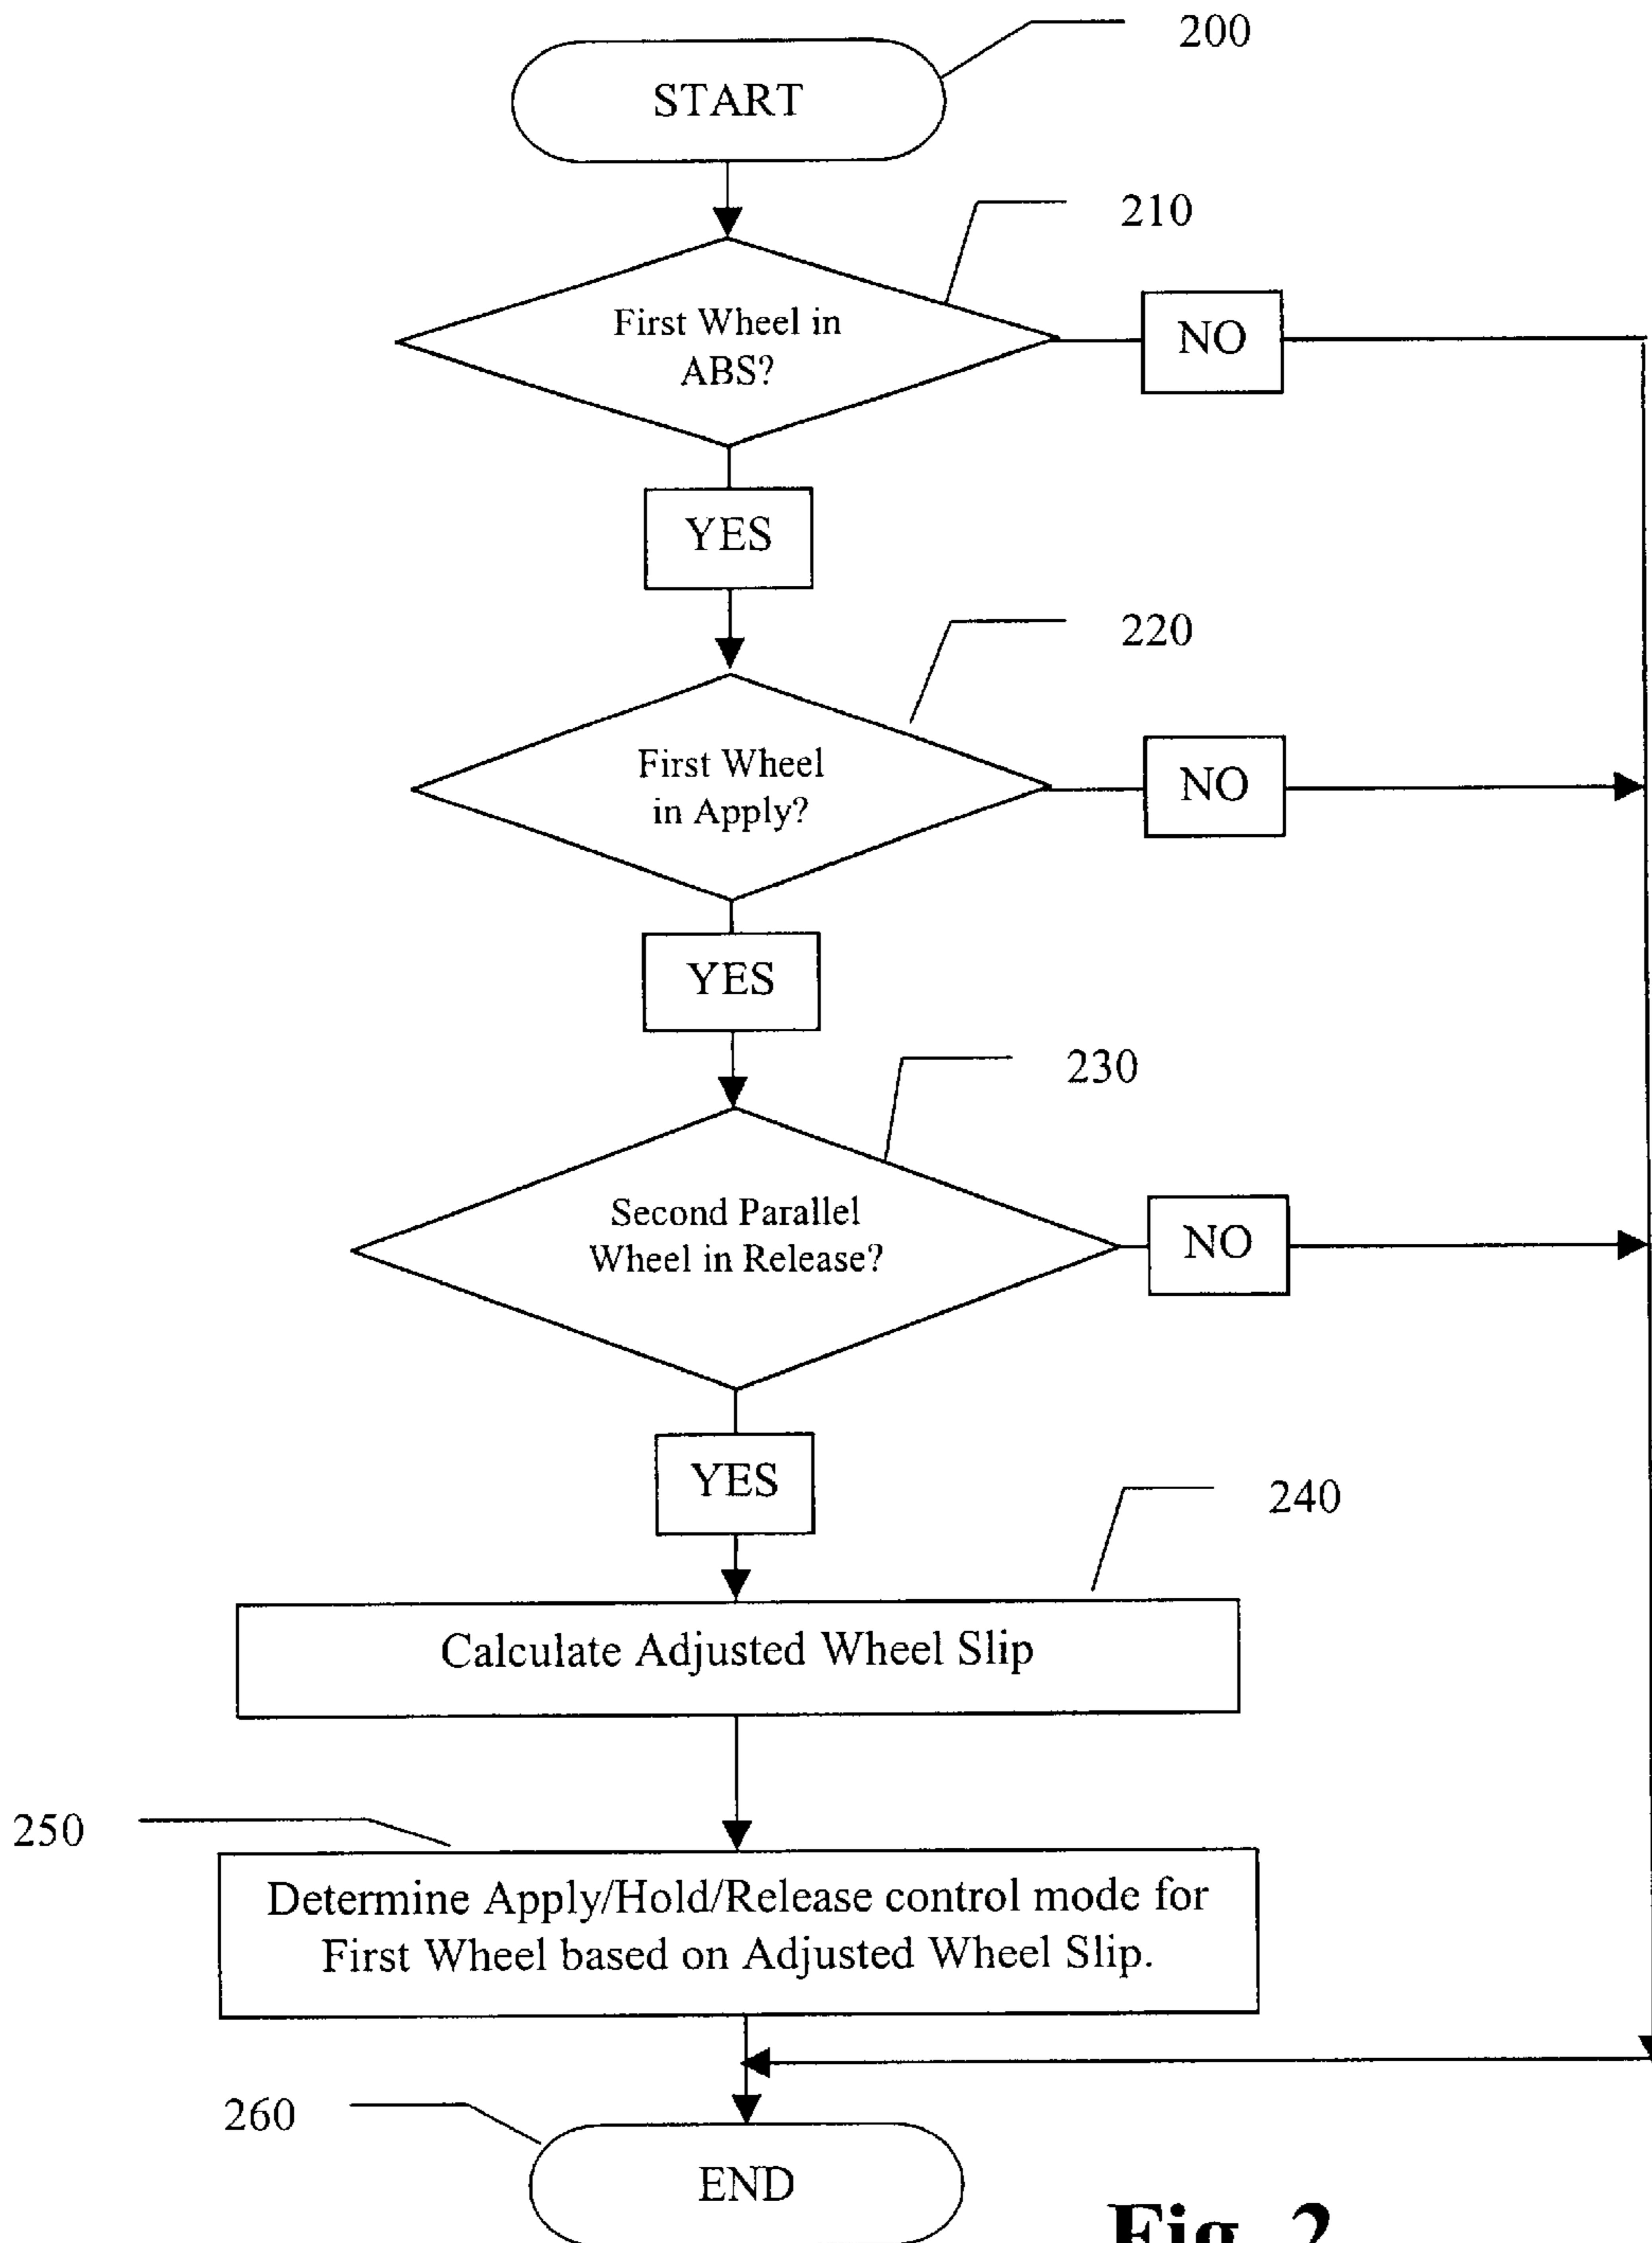 200
START
210
First Wheel in
ABS?
NO
YES
220
First Wheel
in Apply?
NO
YES
230
Second Parallel
Wheel in Release?
NO
YES
240
Calculate Adjusted Wheel Slip
250
Determine Apply/Hold/Release control mode for
First Wheel based on Adjusted Wheel Slip.
260
END
Fig. 2